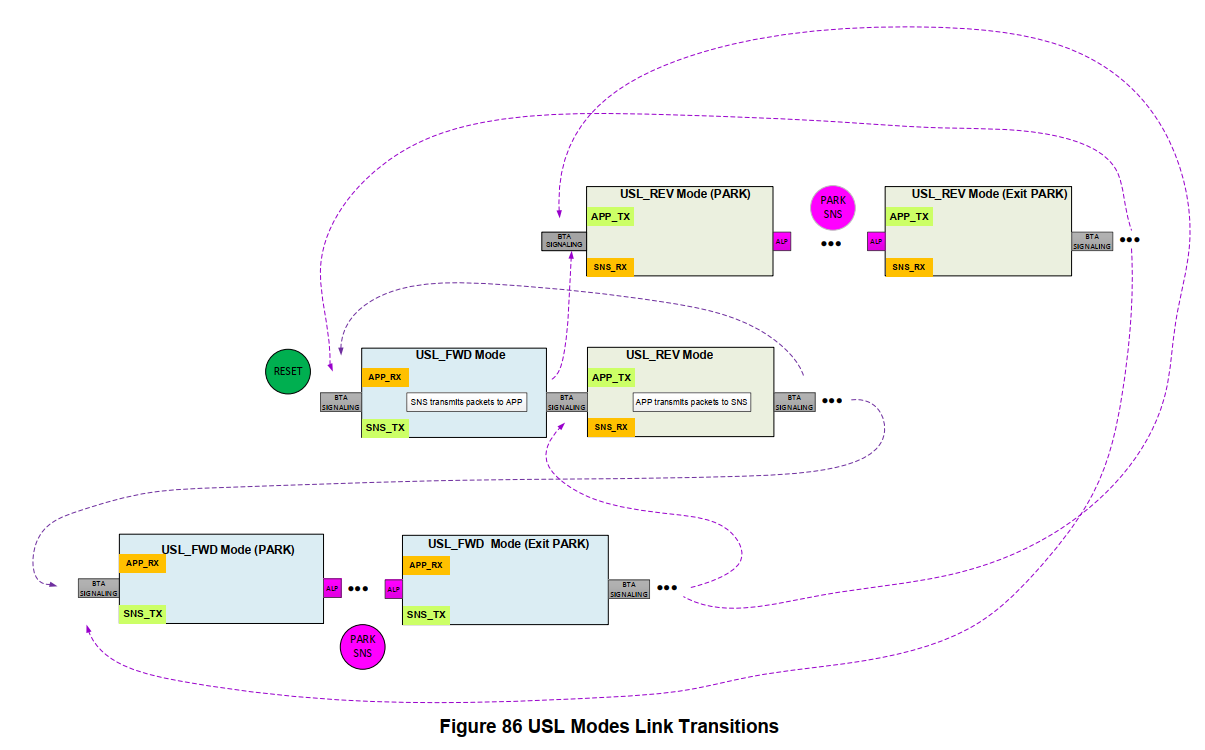 USL_REV Mode (PARK)
APP_TX
BTA
SIGNALING
SNS_RX
ALP
PARK
SNS
•••
ALP
USL_REV Mode (Exit PARK)
APP_TX
SNS_RX
BTA
SIGNALING
•••
RESET
BTA
SIGNALING
USL_FWD Mode
APP_RX
SNS transmits packets to APP
SNS_TX
BTA
SIGNALING
USL_REV Mode
APP_TX
APP transmits packets to SNS
SNS_RX
BTA
SIGNALING
•••
BTA
SIGNALING
USL_FWD Mode (PARK)
APP_RX
SNS_TX
ALP
•••
PARK
SNS
ALP
USL_FWD Mode (Exit PARK)
APP_RX
SNS_TX
BTA
SIGNALING
•••
Figure 86 USL Modes Link Transitions